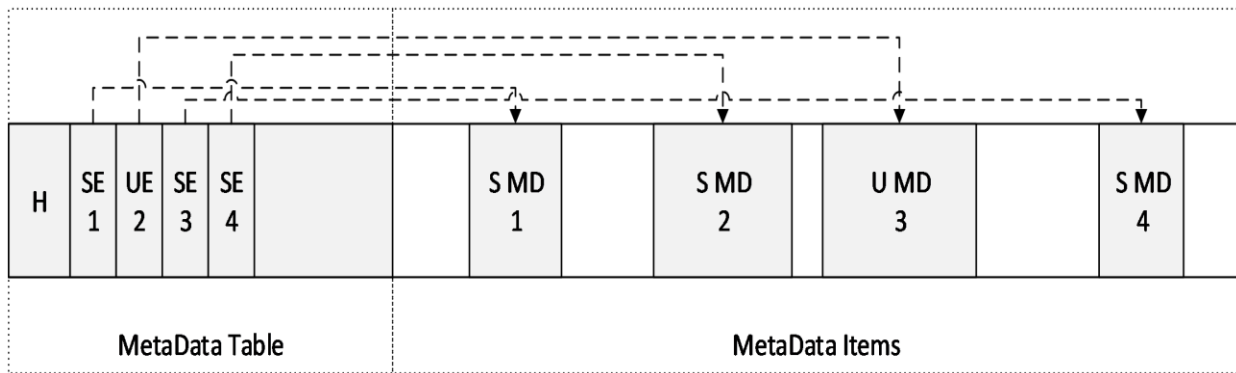 H
SE
1
UE
2
SE
3
SE
4
S MD
1
S MD
2
U MD
3
S MD
4
MetaData Table
MetaData Items